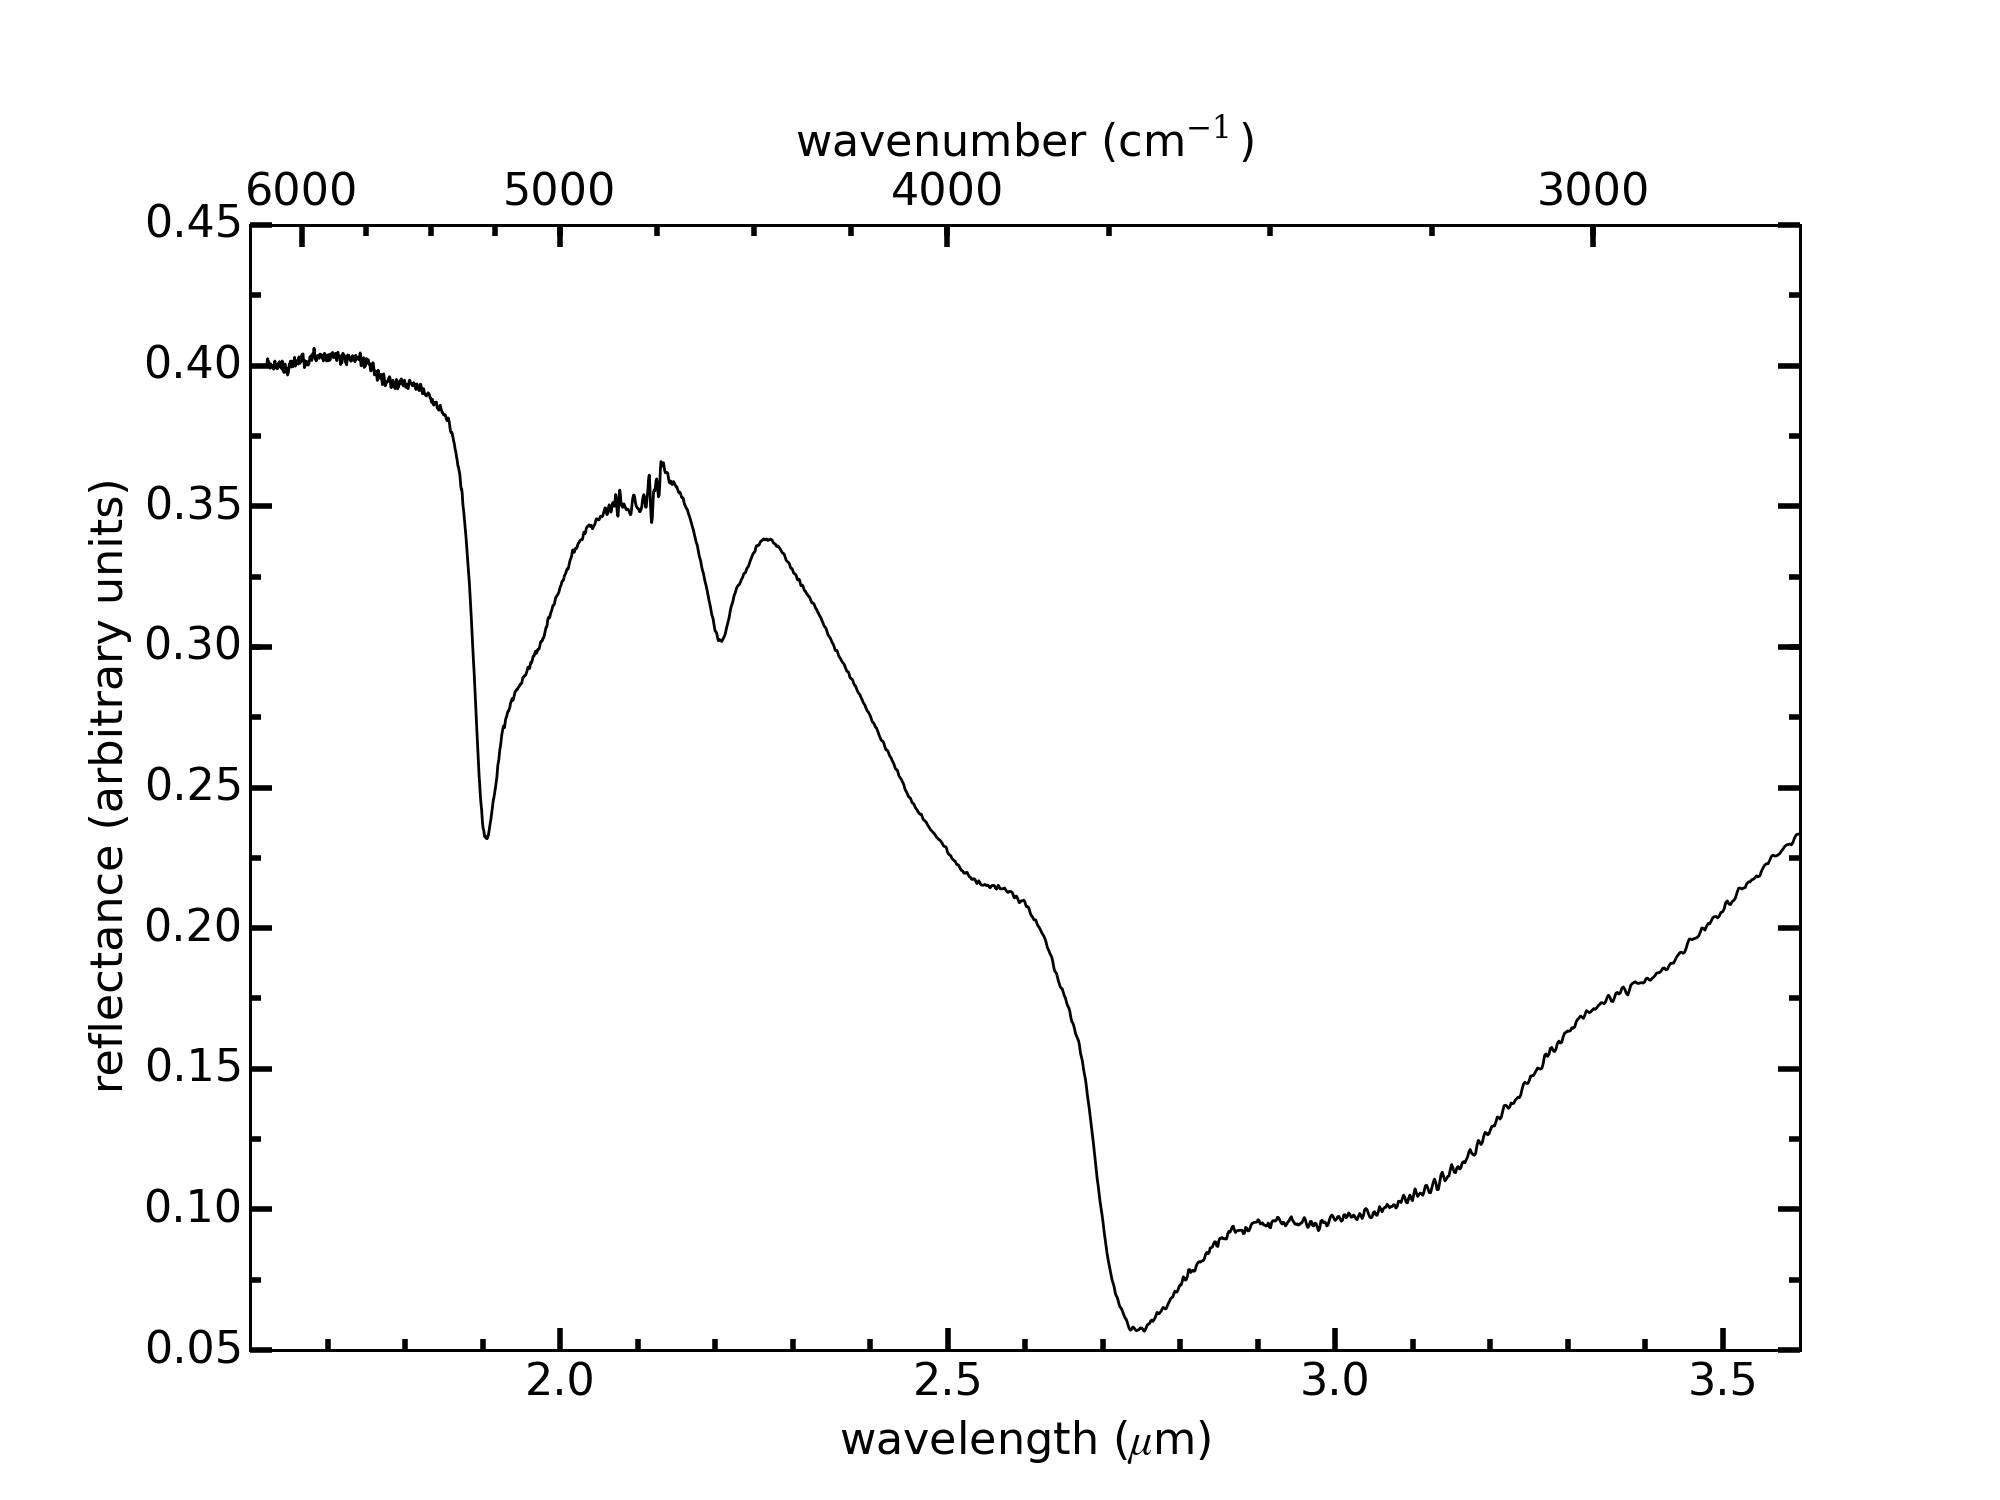 wavenumber (cm⁻¹)
6000 5000 4000 3000
0.45
0.40
0.35
0.30
0.25
0.20
0.15
0.10
0.05
reflectance (arbitrary units)
2.0 2.5 3.0 3.5
wavelength (μm)